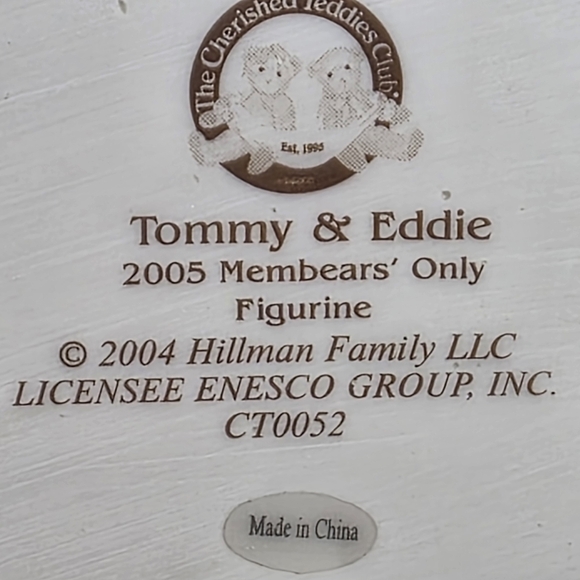 The Cherished Teddies Club
Est. 1995
Tommy & Eddie
2005 Membears' Only
Figurine
© 2004 Hillman Family LLC
LICENSEE ENESCO GROUP, INC.
CT0052
Made in China